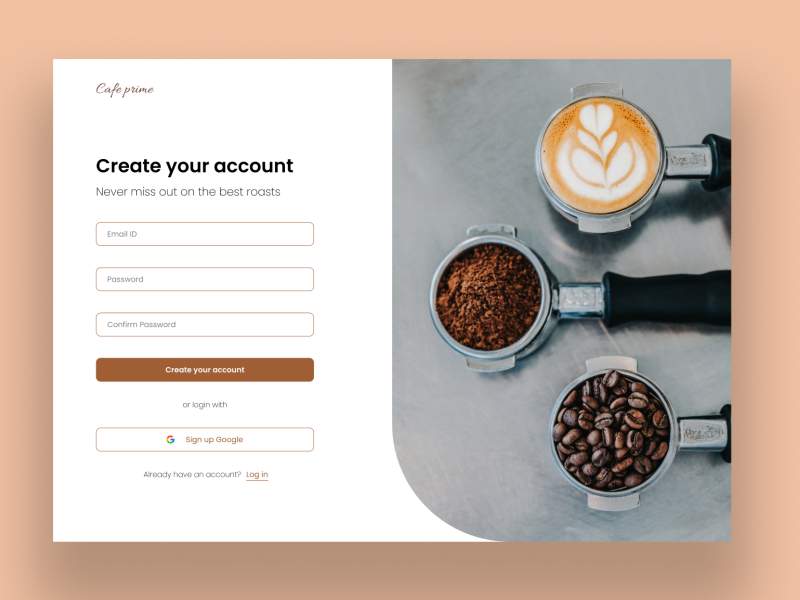 Cafe prime
Create your account
Never miss out on the best roasts
Email ID
Password
Confirm Password
Create your account
or login with
Sign up Google
Already have an account? Log in